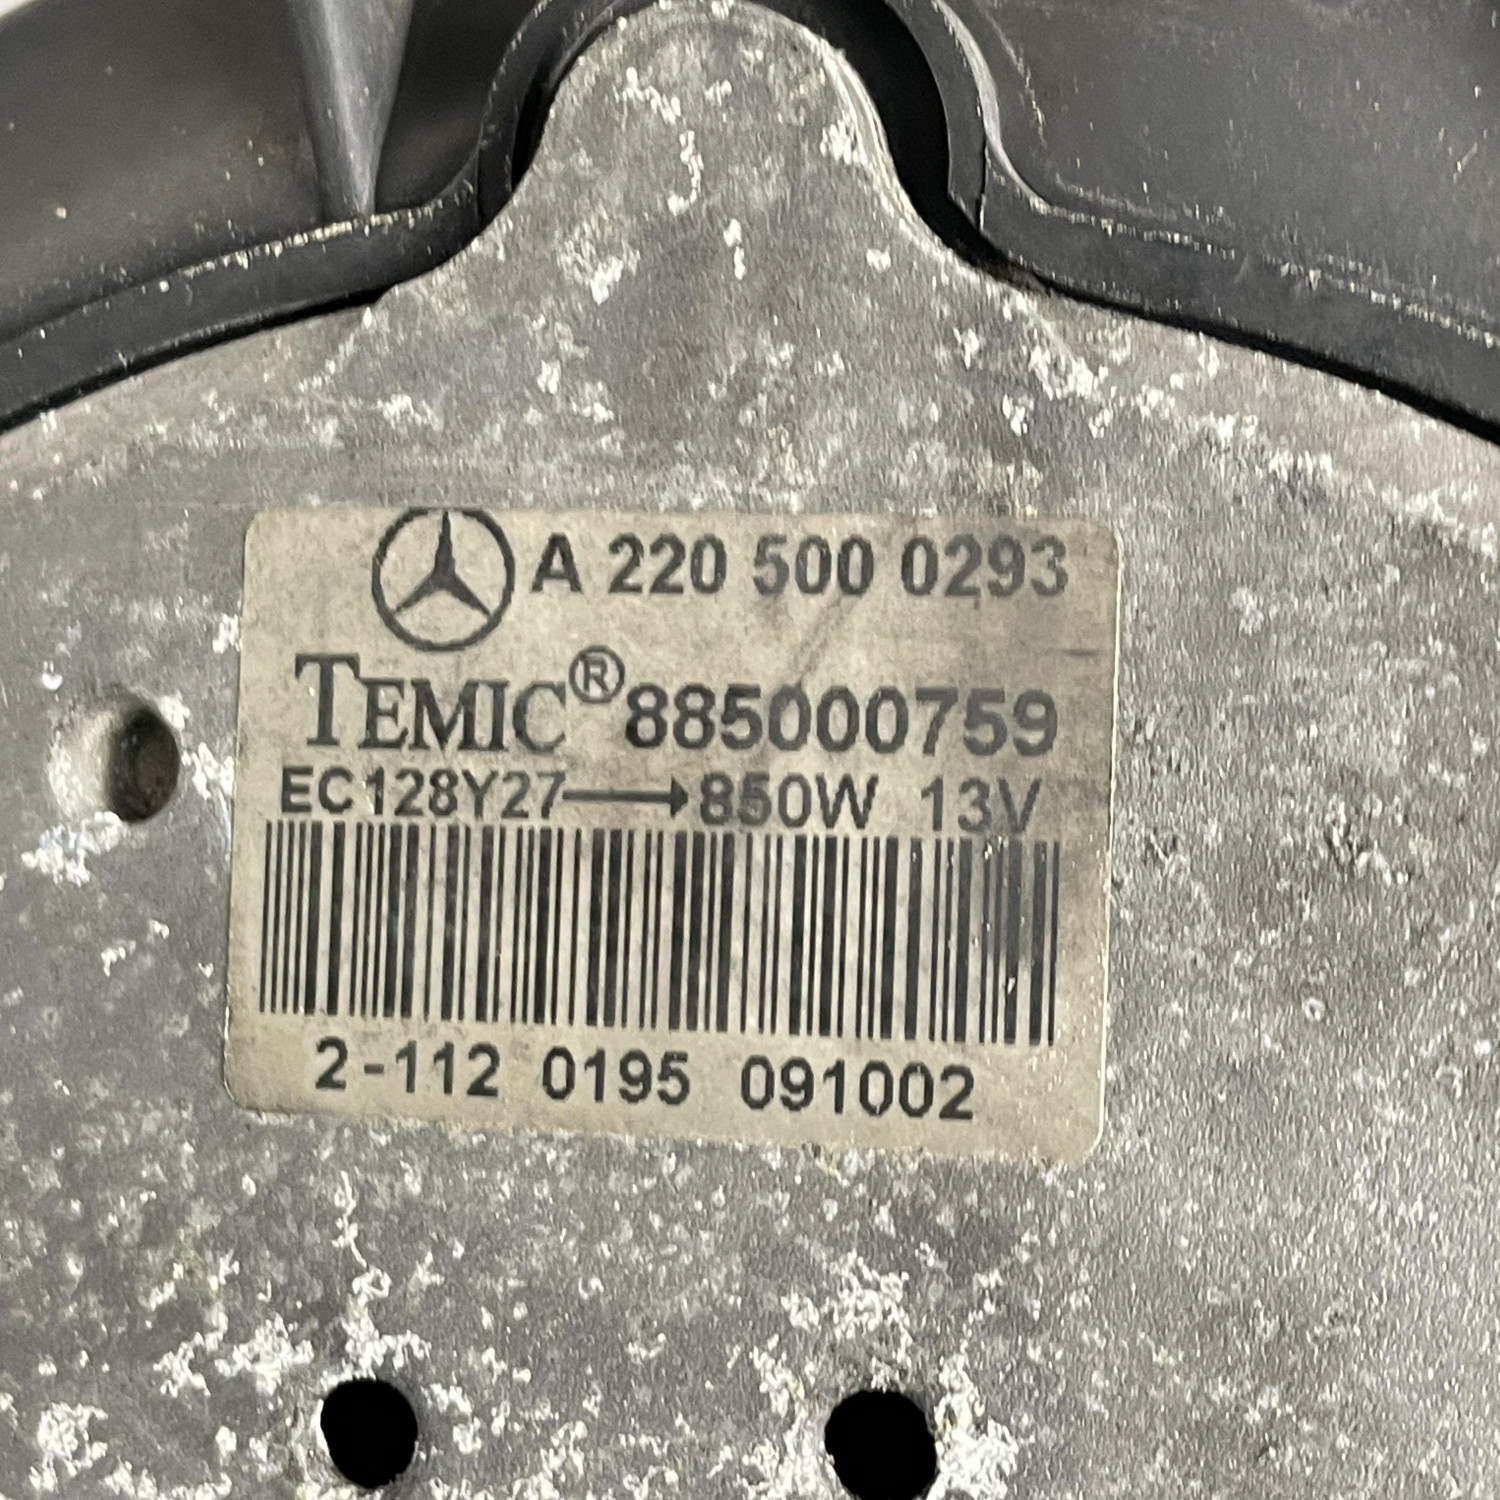 A 220 500 0293
TEMIC® 885000759
EC128Y27→850W 13V
2-112 0195 091002